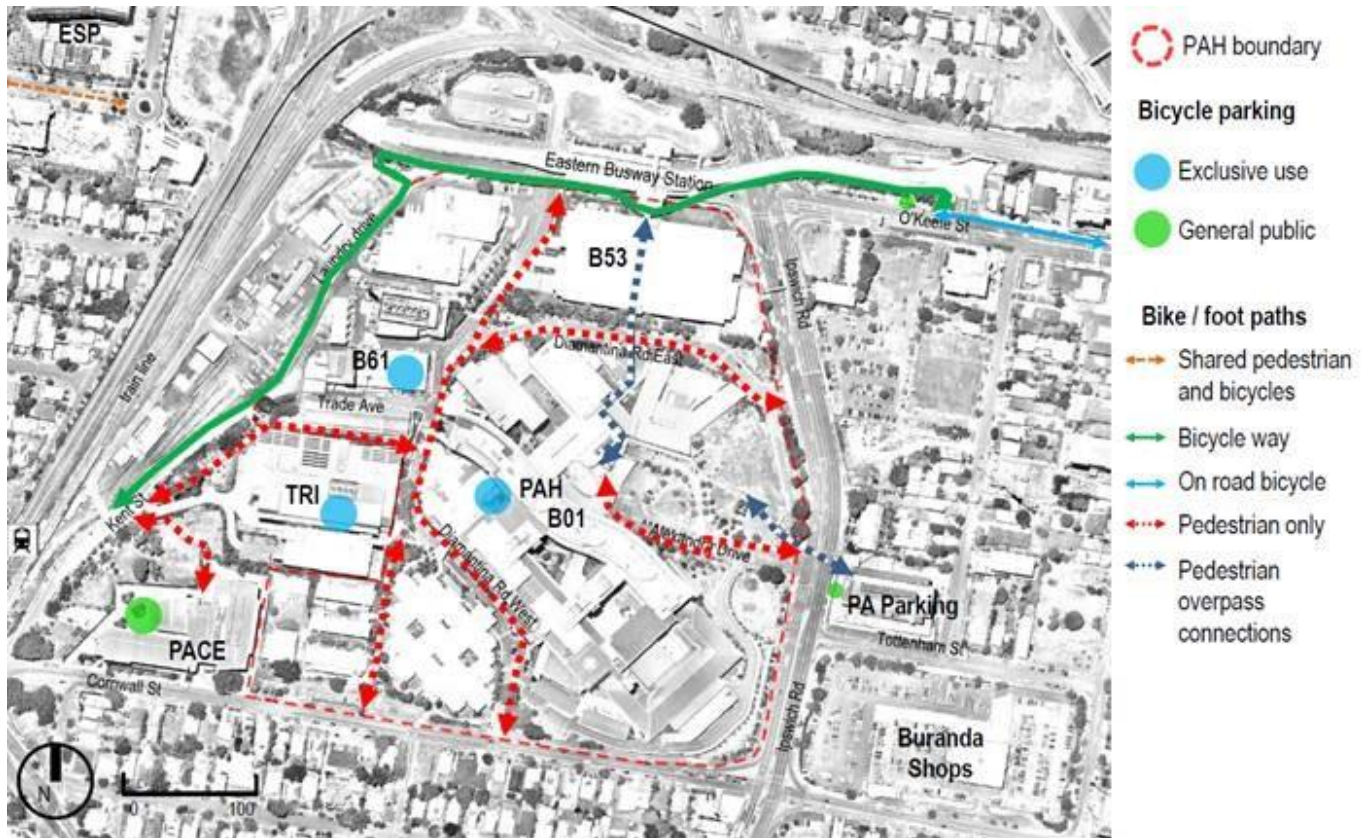 ESP
Eastern Busway Station
O'Keefe St
Laundry drive
B53
Ipswich Rd
train line
B61
Diamantina Rd East
Trade Ave
PAH
B01
TRI
Kent St
Drive
Diamantina Rd West
PA Parking
PACE
Tottenham St
Cornwall St
Ipswich Rd
Buranda
Shops
N
0 100
PAH boundary
Bicycle parking
Exclusive use
General public
Bike / foot paths
Shared pedestrian
and bicycles
Bicycle way
On road bicycle
Pedestrian only
Pedestrian
overpass
connections